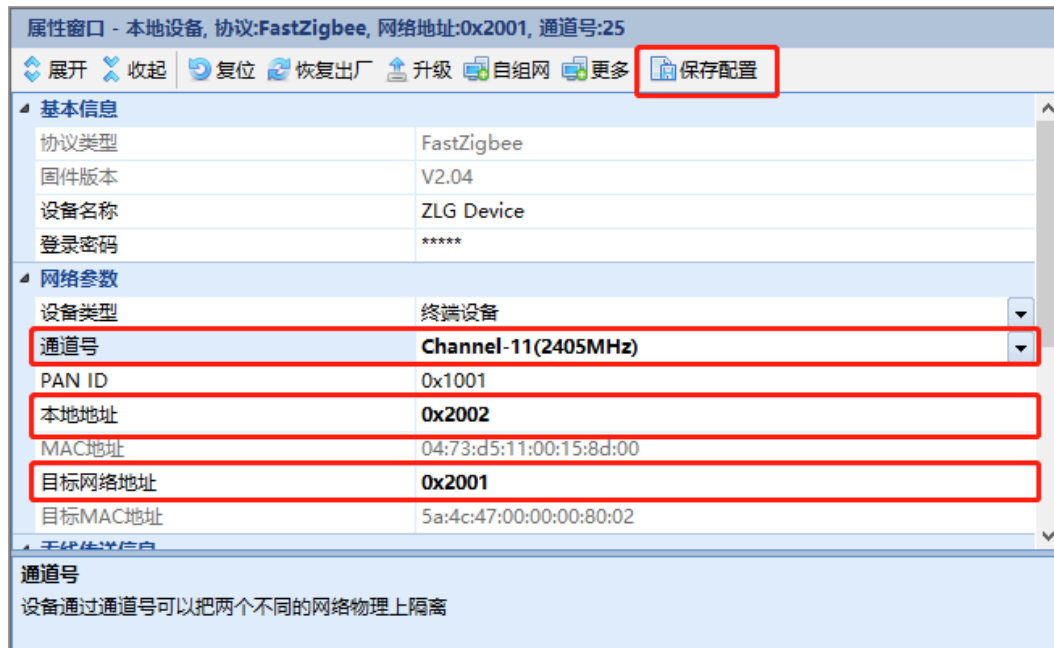 属性窗口 - 本地设备, 协议:FastZigbee, 网络地址:0x2001, 通道号:25
展开 收起 复位 恢复出厂 升级 自组网 更多 保存配置
基本信息
协议类型 FastZigbee
固件版本 V2.04
设备名称 ZLG Device
登录密码 *****
网络参数
设备类型 终端设备
通道号 Channel-11(2405MHz)
PAN ID 0x1001
本地地址 0x2002
MAC地址 04:73:d5:11:00:15:8d:00
目标网络地址 0x2001
目标MAC地址 5a:4c:47:00:00:00:80:02
无线传送信息
通道号
设备通过通道号可以把两个不同的网络物理上隔离